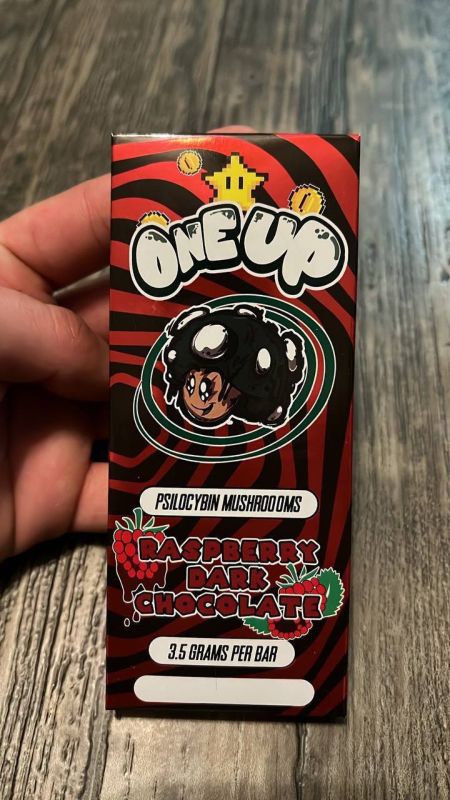 ONE UP
PSILOCYBIN MUSHROOOMS
RASPBERRY
DARK
CHOCOLATE
3.5 GRAMS PER BAR